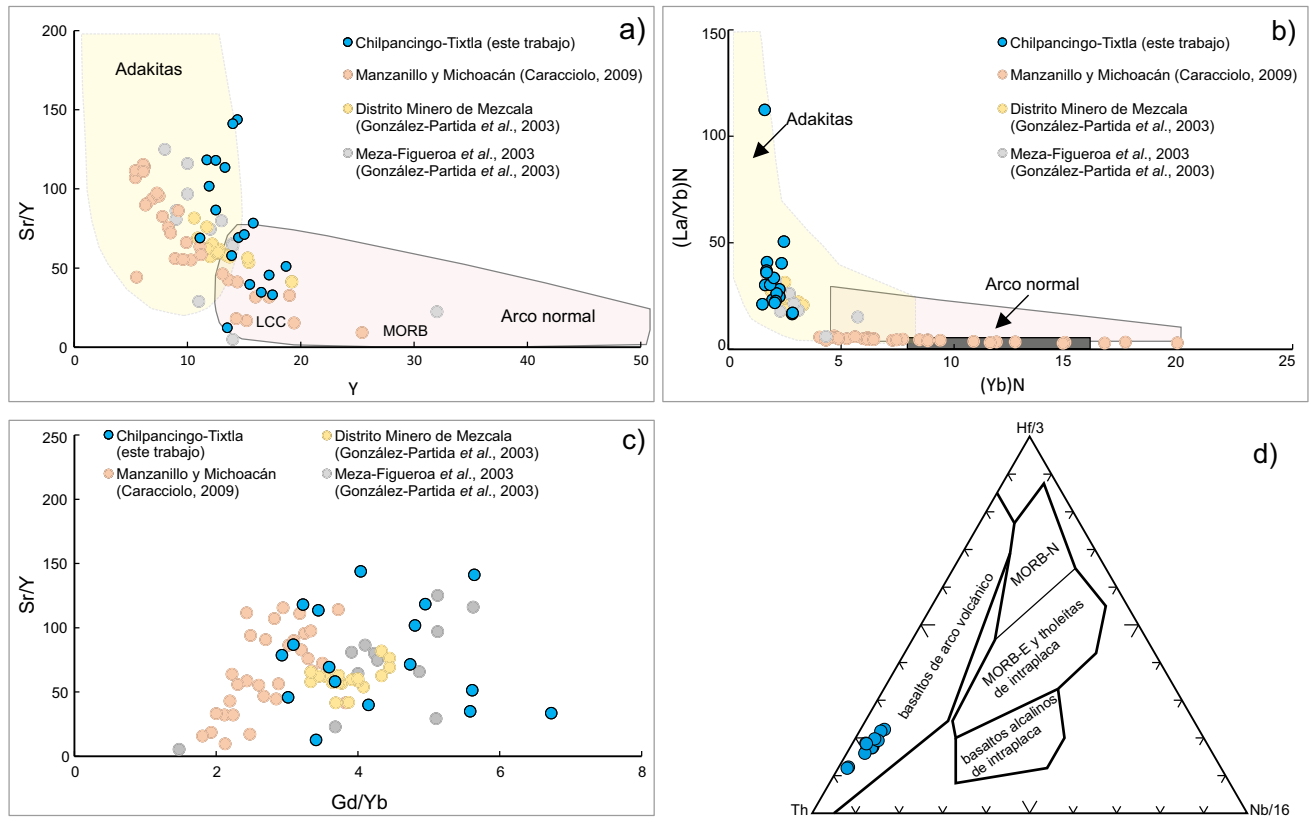 a)
200
150
100
50
0
Sr/Y
0
10
20
30
40
50
Y
Adakitas
LCC
MORB
Arco normal
Chilpancingo-Tixtla (este trabajo)
Manzanillo y Michoacán (Caracciolo, 2009)
Distrito Minero de Mezcala
(González-Partida et al., 2003)
Meza-Figueroa et al., 2003
(González-Partida et al., 2003)
b)
150
100
50
0
(La/Yb)N
0
5
10
15
20
25
(Yb)N
Adakitas
Arco normal
Chilpancingo-Tixtla (este trabajo)
Manzanillo y Michoacán (Caracciolo, 2009)
Distrito Minero de Mezcala
(González-Partida et al., 2003)
Meza-Figueroa et al., 2003
(González-Partida et al., 2003)
c)
250
200
150
100
50
0
Sr/Y
0
2
4
6
8
Gd/Yb
Chilpancingo-Tixtla
(este trabajo)
Manzanillo y Michoacán
(Caracciolo, 2009)
Distrito Minero de Mezcala
(González-Partida et al., 2003)
Meza-Figueroa et al., 2003
(González-Partida et al., 2003)
d)
Hf/3
basaltos de arco volcánico
MORB-N
MORB-E y tholeítas
de intraplaca
basaltos alcalinos
de intraplaca
Th
Nb/16